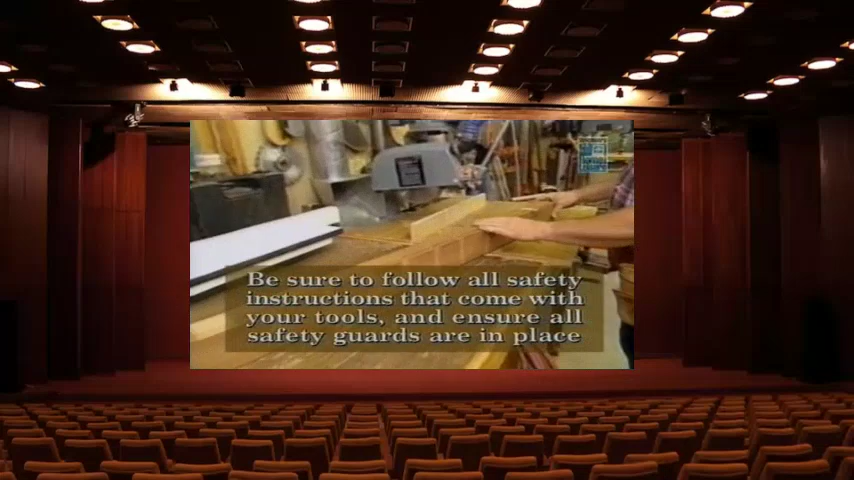 Be sure to follow all safety
instructions that come with
your tools, and ensure all
safety guards are in place